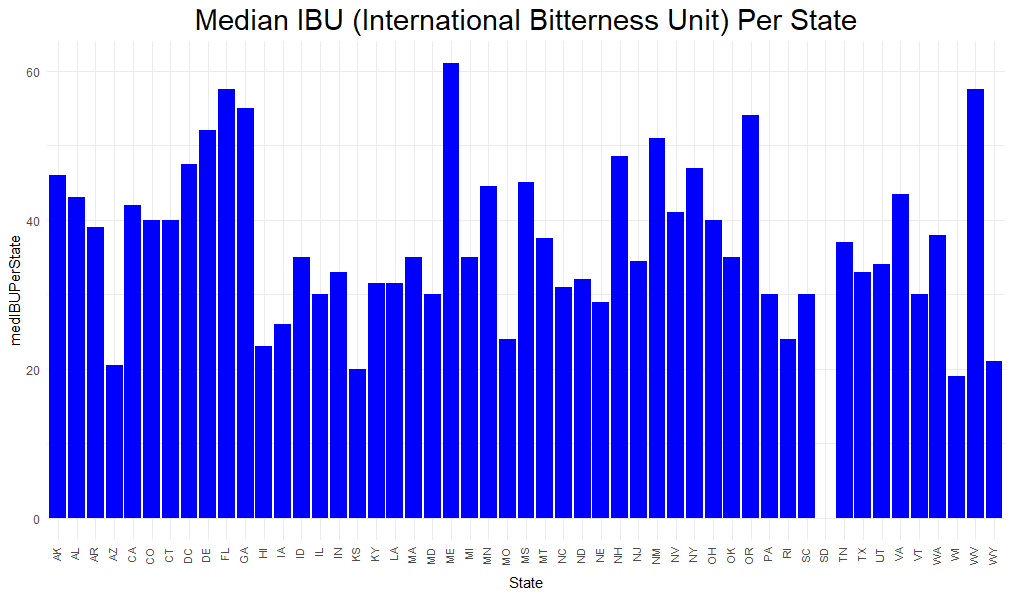 Median IBU (International Bitterness Unit) Per State
medIBUPerState
60
40
20
0
AK AL AR AZ CA CO CT DC DE FL GA HI IA ID IL IN KS KY LA MA MD ME MI MN MO MS MT NC ND NE NH NJ NM NV NY OH OK OR PA RI SC SD TN TX UT VA VT WA WI WV WY
State